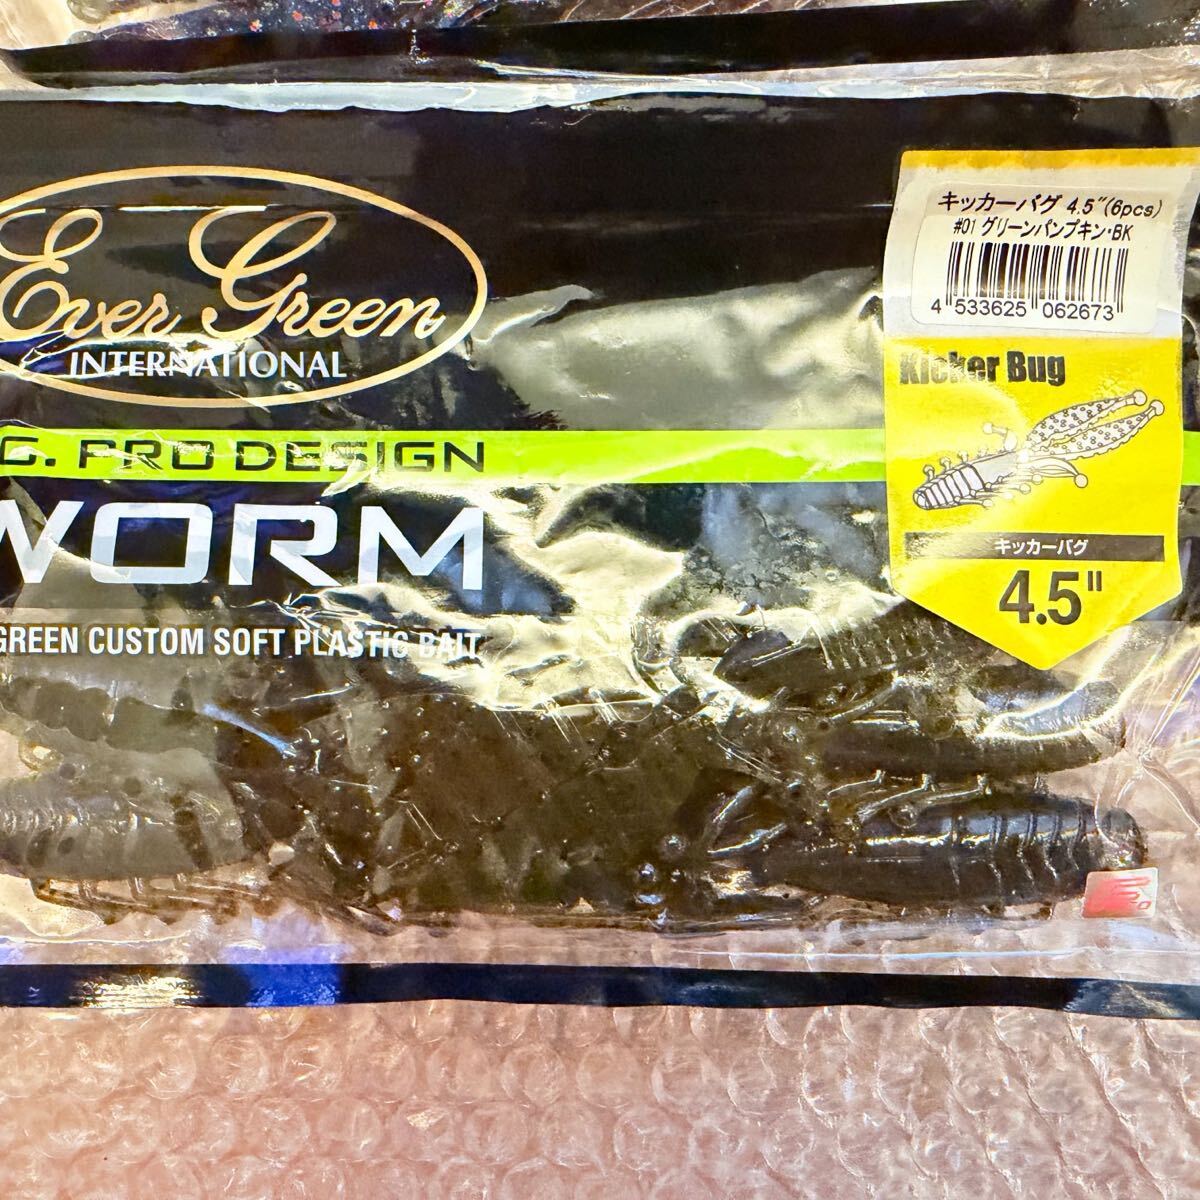 Ever Green
INTERNATIONAL
G. PRO DESIGN
WORM
GREEN CUSTOM SOFT PLASTIC BAIT
キッカーバグ 4.5"(6pcs)
#01 グリーンパンプキン・BK
4 533625 062673
Kicker Bug
キッカーバグ
4.5"